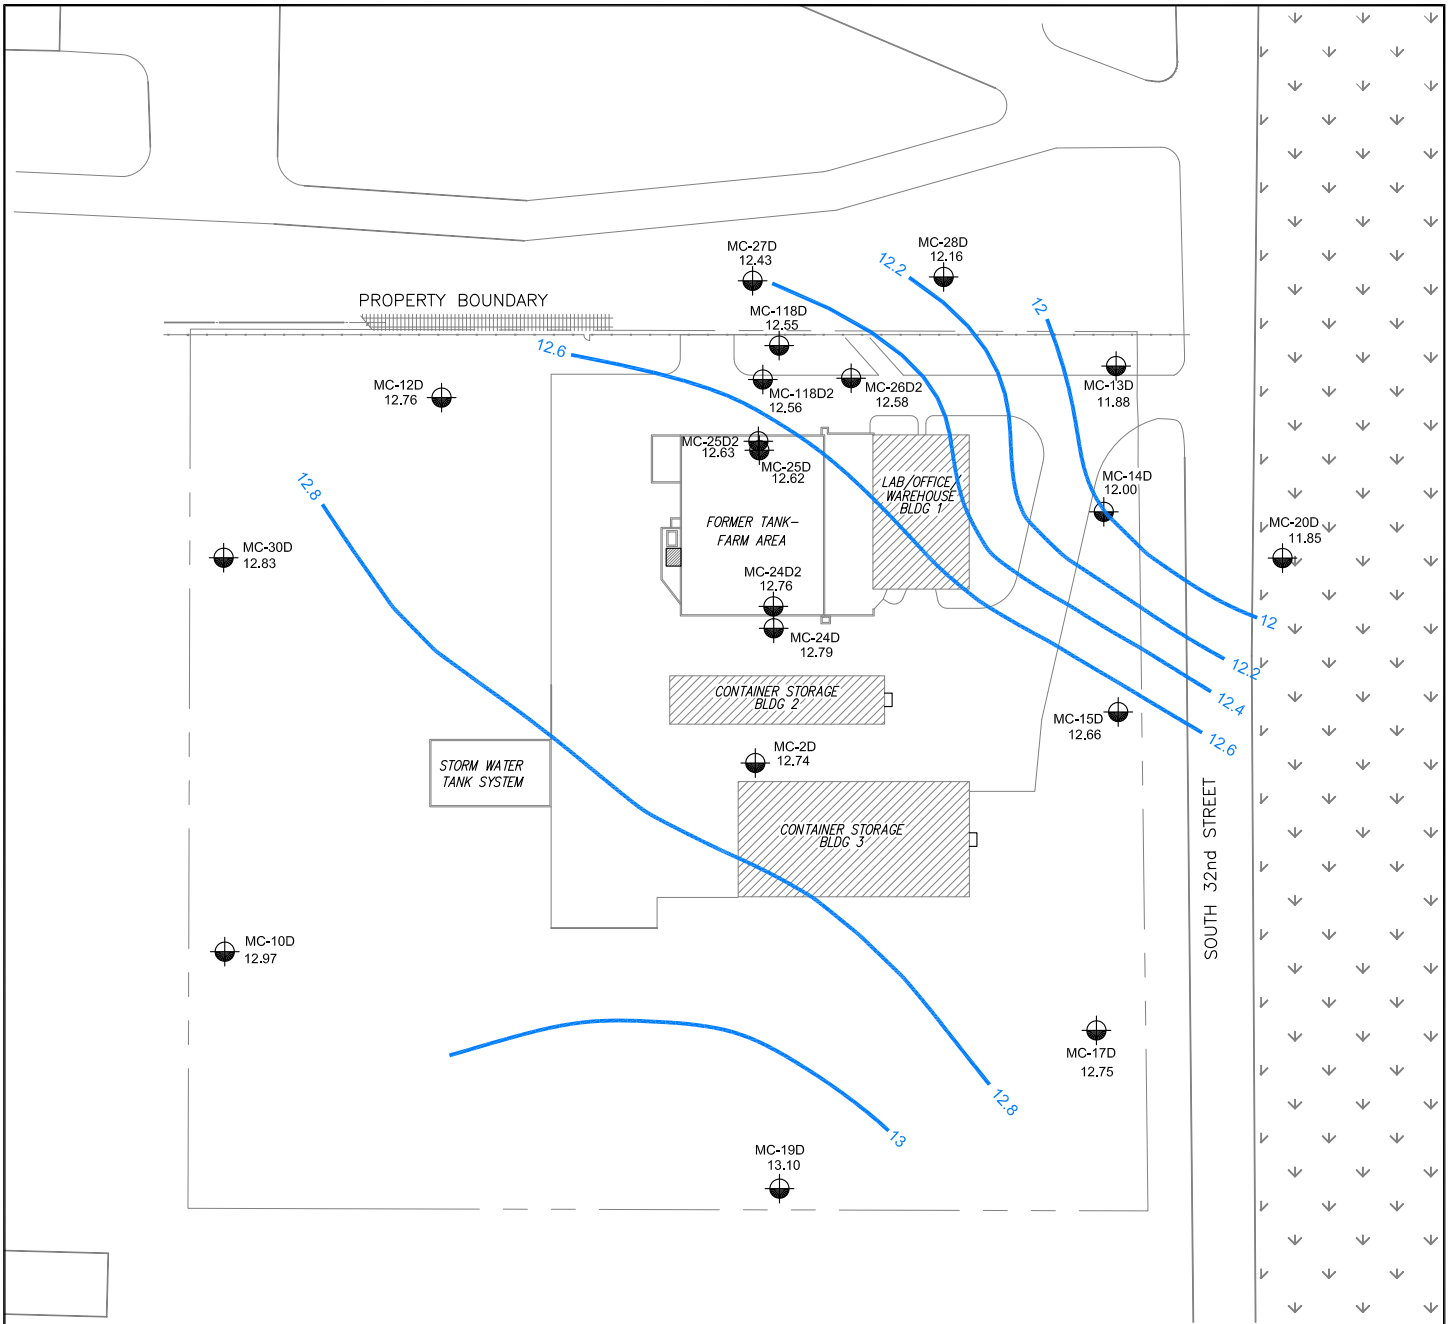 MC-27D
12.43
MC-28D
12.16
12.2
PROPERTY BOUNDARY
MC-118D
12.55
12
12.6
MC-12D
12.76
MC-118D2
12.56
MC-26D2
12.58
MC-13D
11.88
MC-25D2
12.63
MC-25D
12.62
12.8
LAB/OFFICE/
WAREHOUSE
BLDG 1
MC-14D
12.00
FORMER TANK-
FARM AREA
MC-20D
11.85
MC-30D
12.83
MC-24D2
12.76
MC-24D
12.79
12
12.2
12.4
CONTAINER STORAGE
BLDG 2
MC-15D
12.66
12.6
MC-2D
12.74
STORM WATER
TANK SYSTEM
CONTAINER STORAGE
BLDG 3
SOUTH 32nd STREET
MC-10D
12.97
MC-17D
12.75
12.8
13
MC-19D
13.10